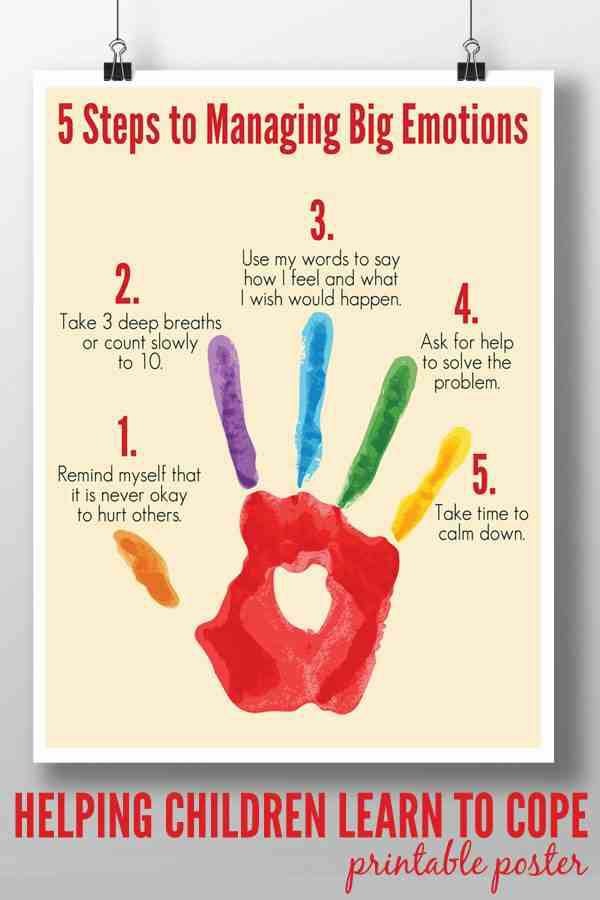 5 Steps to Managing Big Emotions
1.
Remind myself that
it is never okay
to hurt others.
2.
Take 3 deep breaths
or count slowly
to 10.
3.
Use my words to say
how I feel and what
I wish would happen.
4.
Ask for help
to solve the
problem.
5.
Take time to
calm down.
HELPING CHILDREN LEARN TO COPE
printable poster